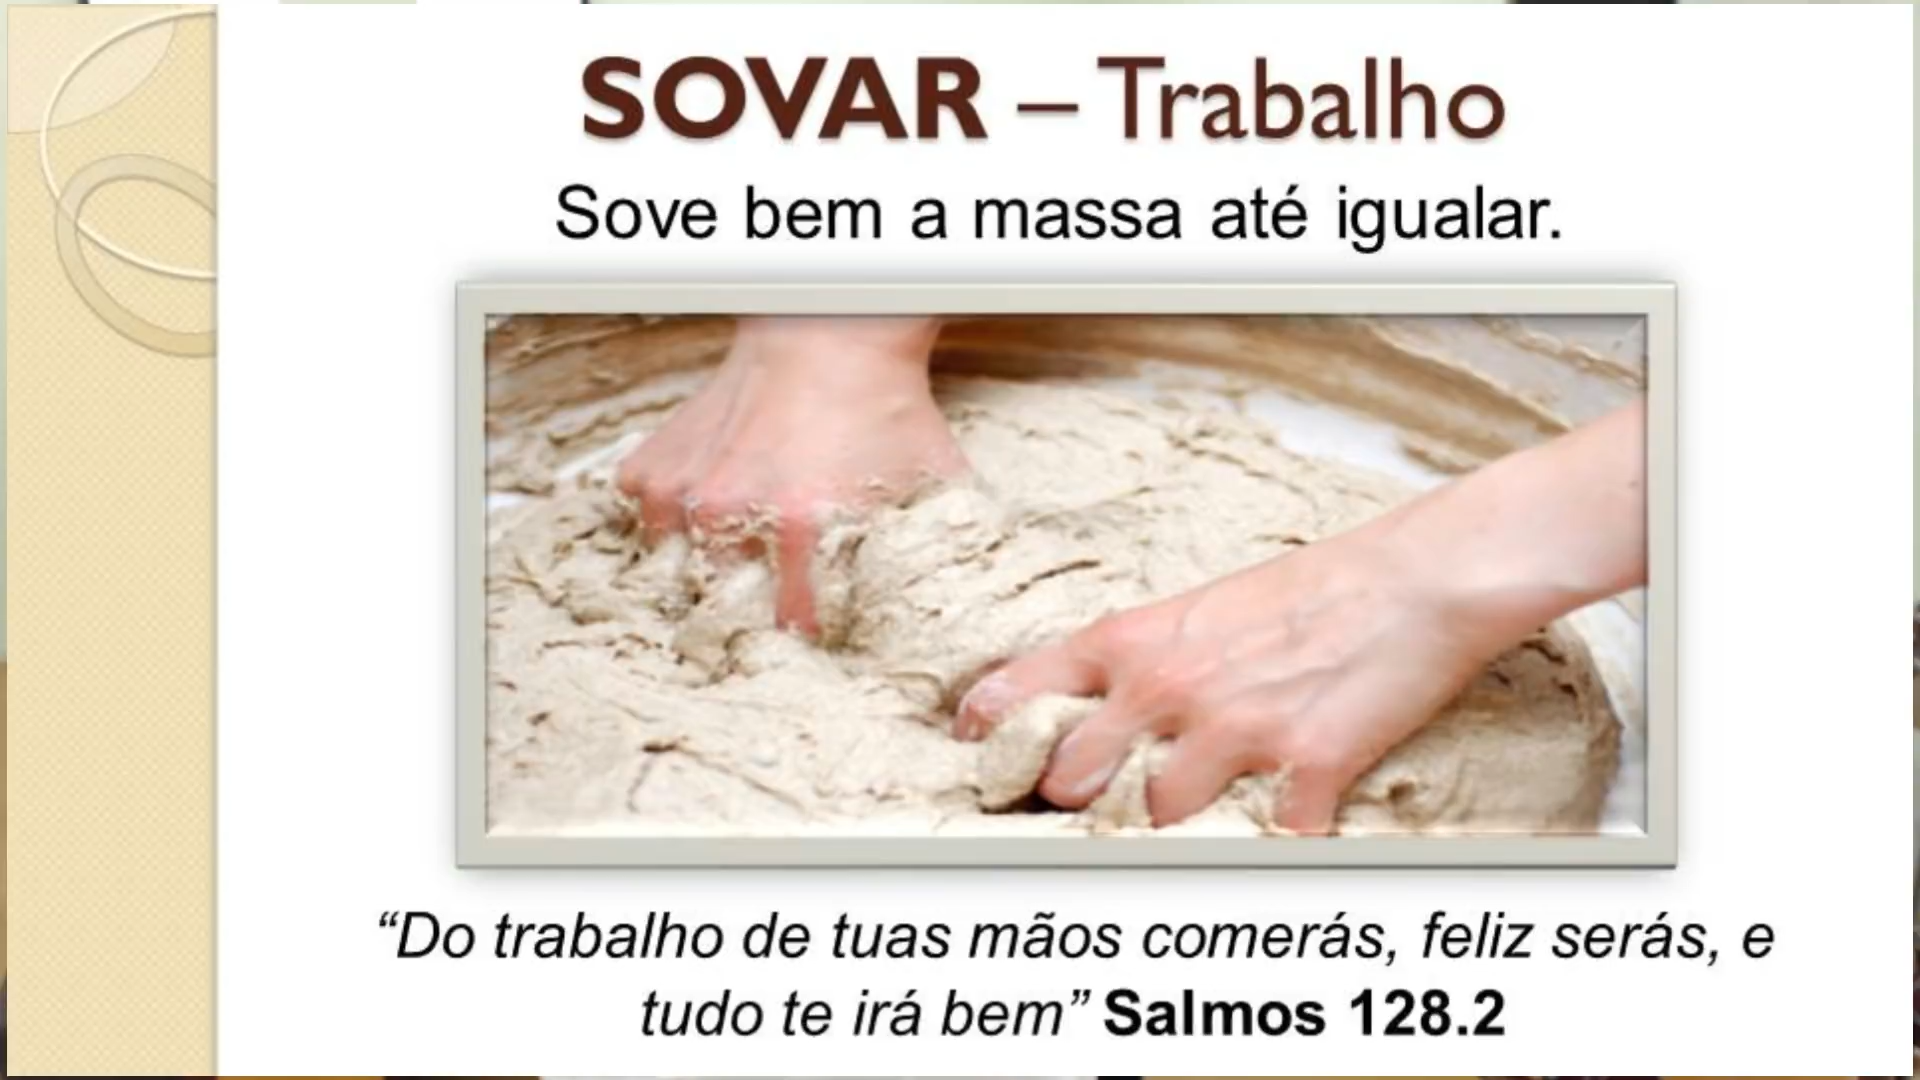 SOVAR – Trabalho
Sove bem a massa até igualar.
“Do trabalho de tuas mãos comerás, feliz serás, e
tudo te irá bem” Salmos 128.2